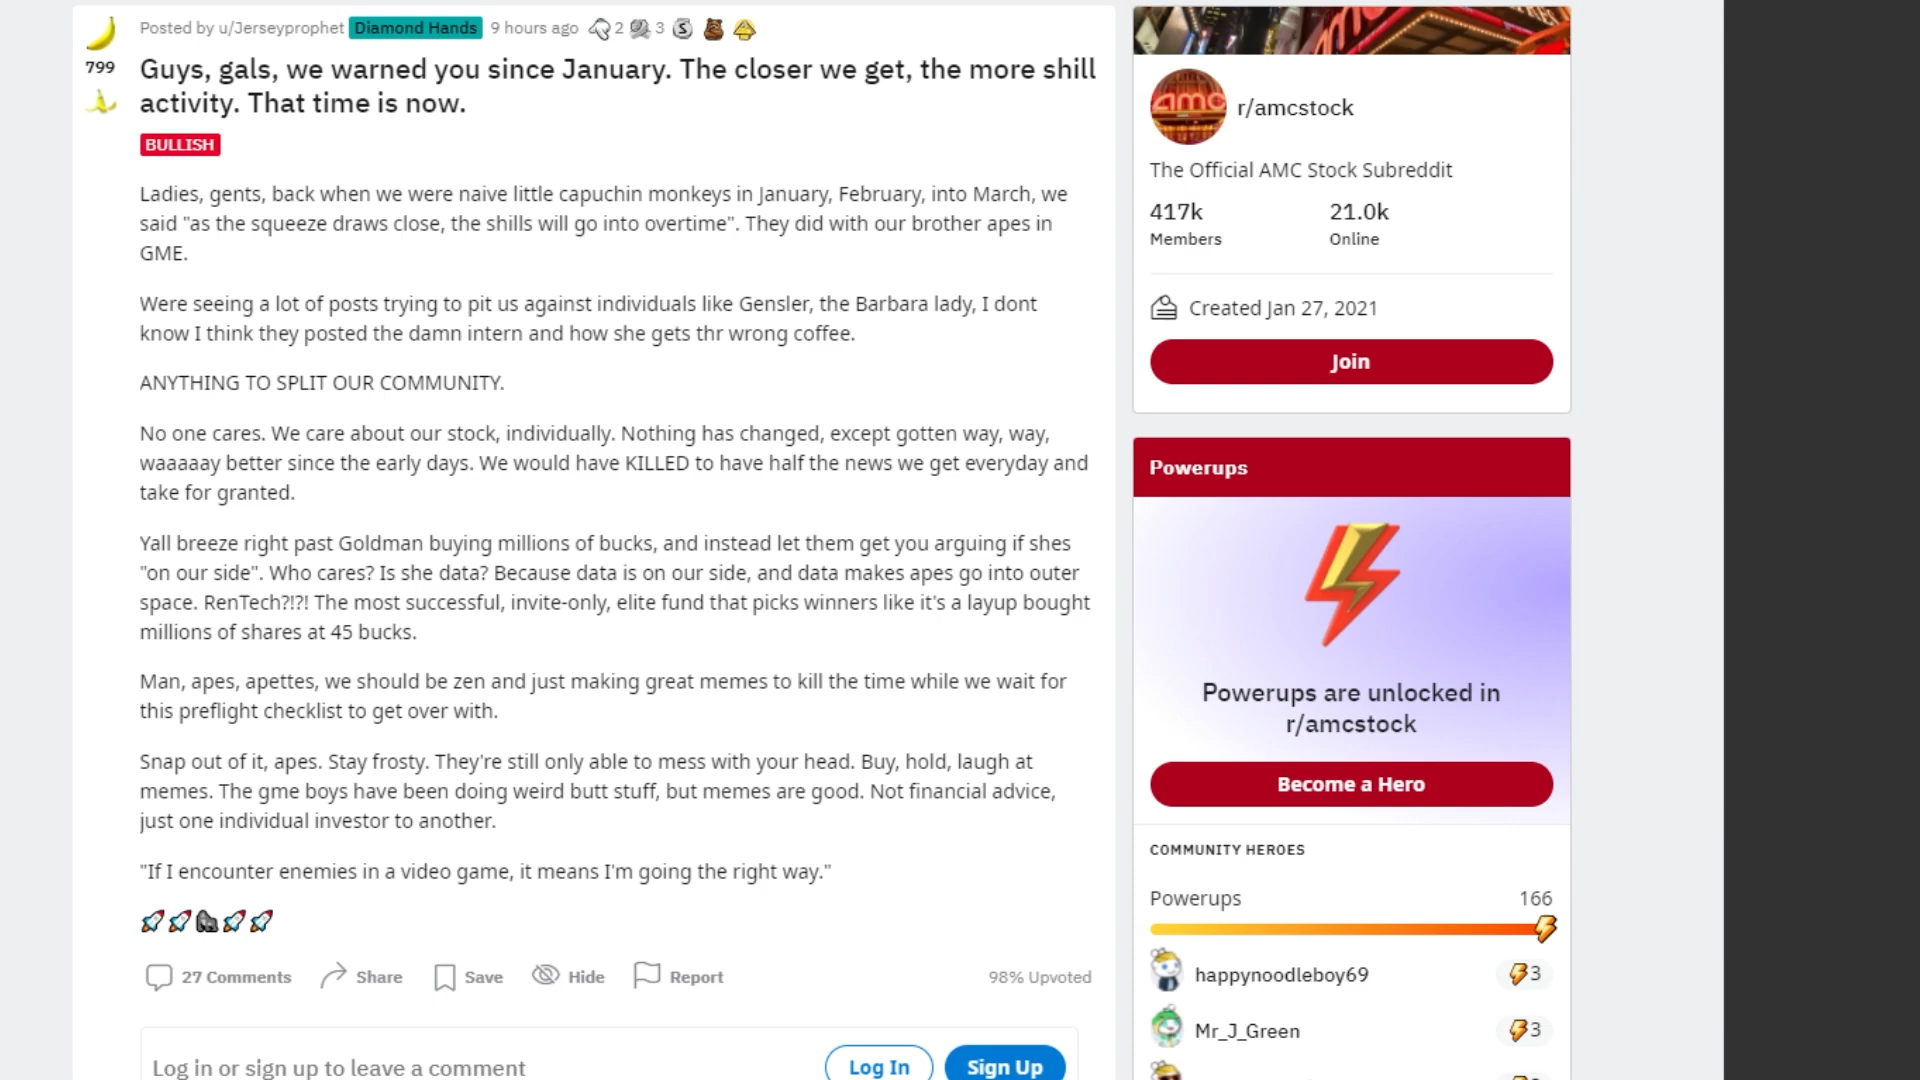 Posted by u/Jerseyprophet Diamond Hands 9 hours ago 2 3
799
Guys, gals, we warned you since January. The closer we get, the more shill
activity. That time is now.
BULLISH
Ladies, gents, back when we were naive little capuchin monkeys in January, February, into March, we
said "as the squeeze draws close, the shills will go into overtime". They did with our brother apes in
GME.
Were seeing a lot of posts trying to pit us against individuals like Gensler, the Barbara lady, I dont
know I think they posted the damn intern and how she gets thr wrong coffee.
ANYTHING TO SPLIT OUR COMMUNITY.
No one cares. We care about our stock, individually. Nothing has changed, except gotten way, way,
waaaaay better since the early days. We would have KILLED to have half the news we get everyday and
take for granted.
Yall breeze right past Goldman buying millions of bucks, and instead let them get you arguing if shes
"on our side". Who cares? Is she data? Because data is on our side, and data makes apes go into outer
space. RenTech?!?! The most successful, invite-only, elite fund that picks winners like it's a layup bought
millions of shares at 45 bucks.
Man, apes, apettes, we should be zen and just making great memes to kill the time while we wait for
this preflight checklist to get over with.
Snap out of it, apes. Stay frosty. They're still only able to mess with your head. Buy, hold, laugh at
memes. The gme boys have been doing weird butt stuff, but memes are good. Not financial advice,
just one individual investor to another.
"If I encounter enemies in a video game, it means I'm going the right way."
🚀🚀🦍🚀🚀
27 Comments Share Save Hide Report 98% Upvoted
Log in or sign up to leave a comment Log In Sign Up
amc
r/amcstock
The Official AMC Stock Subreddit
417k 21.0k
Members Online
Created Jan 27, 2021
Join
Powerups
Powerups are unlocked in
r/amcstock
Become a Hero
COMMUNITY HEROES
Powerups 166
happynoodleboy69 3
Mr_J_Green 3